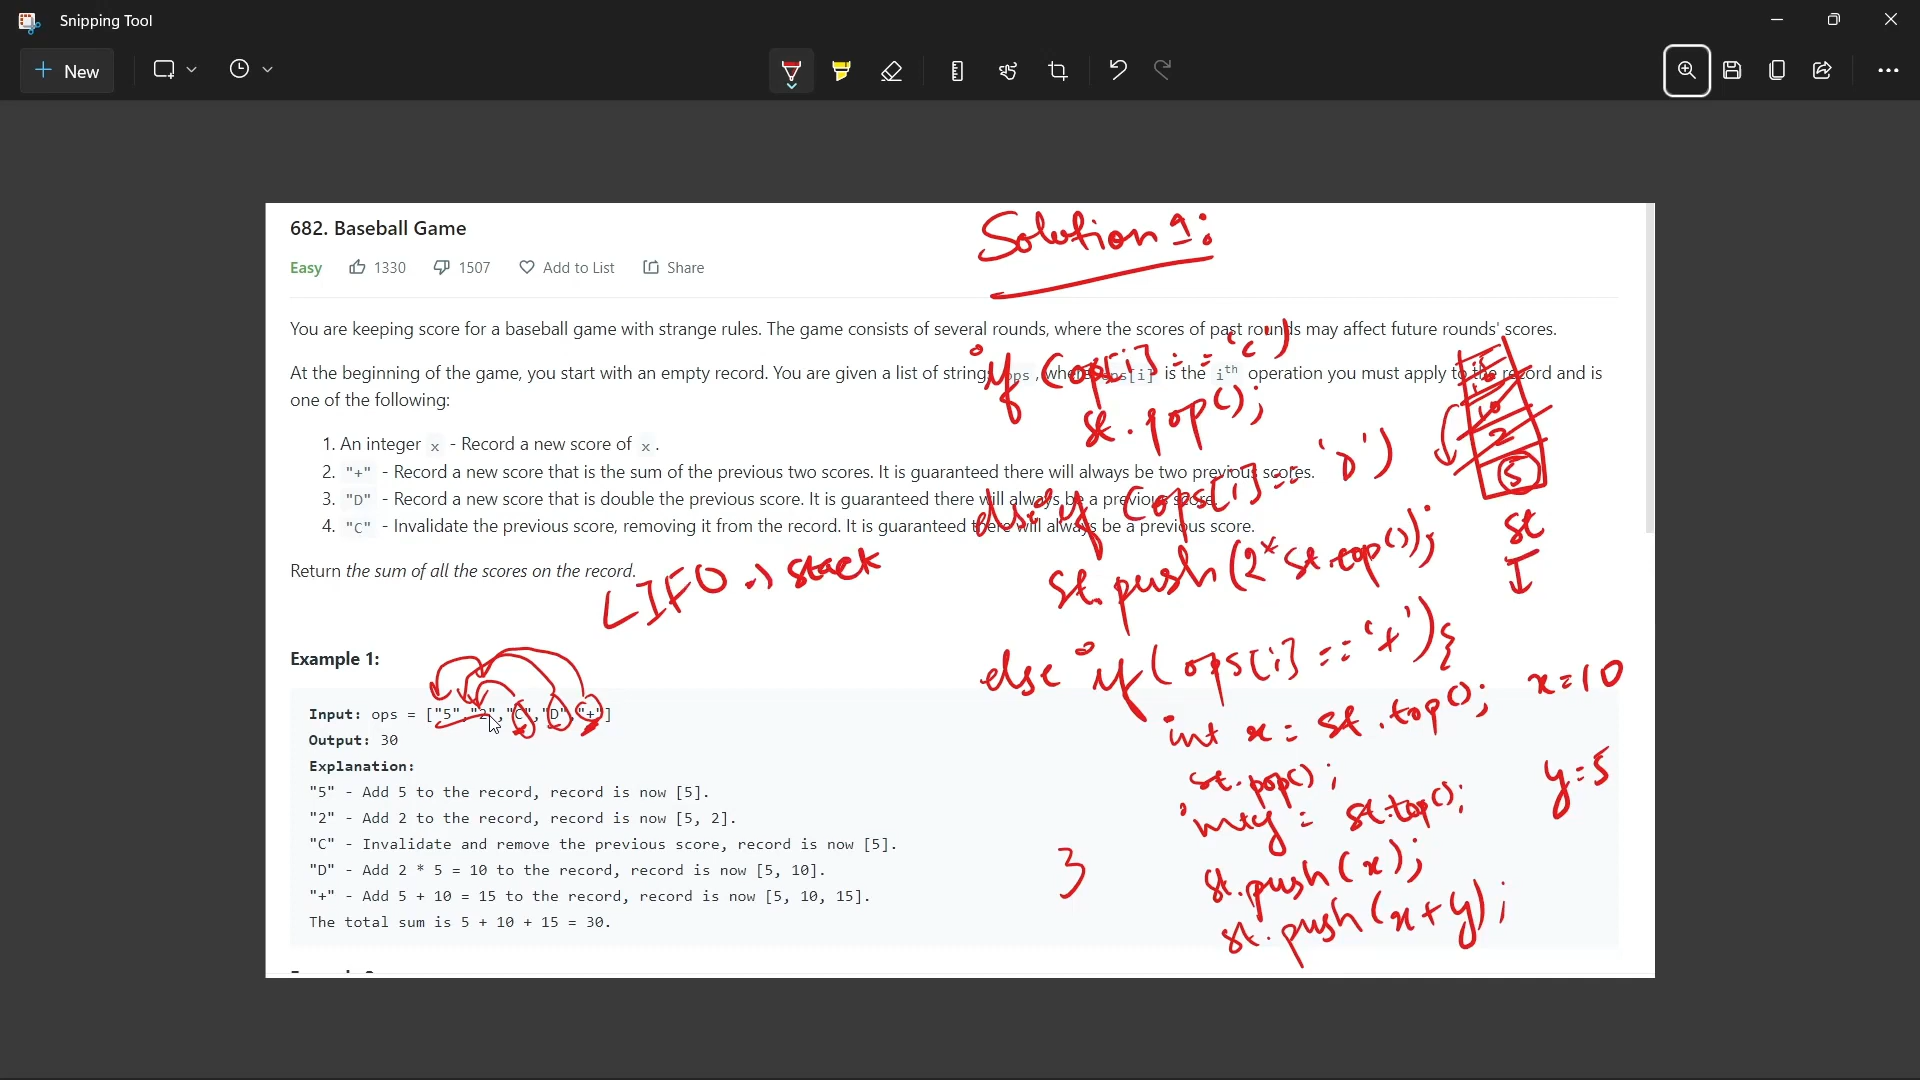 Snipping Tool
New
682. Baseball Game
Solution 1:
Easy 1330 1507 Add to List Share
You are keeping score for a baseball game with strange rules. The game consists of several rounds, where the scores of past rounds may affect future rounds' scores.
if (op[i] == 'c')
At the beginning of the game, you start with an empty record. You are given a list of strings ops, where ops[i] is the ith operation you must apply to the record and is
one of the following:
st.pop();
1. An integer x - Record a new score of x.
2. "+" - Record a new score that is the sum of the previous two scores. It is guaranteed there will always be two previous scores.
3. "D" - Record a new score that is double the previous score. It is guaranteed there will always be a previous score.
4. "C" - Invalidate the previous score, removing it from the record. It is guaranteed there will always be a previous score.
else if (ops[i] == 'D')
15
10
2
5
st
Return the sum of all the scores on the record.
LIFO -> stack
st.push(2*st.top());
Example 1:
else if (ops[i] == '+'){
x=10
Input: ops = ["5","2","C","D","+"]
int x = st.top();
Output: 30
Explanation:
st.pop();
y=5
"5" - Add 5 to the record, record is now [5].
"2" - Add 2 to the record, record is now [5, 2].
int y = st.top();
"C" - Invalidate and remove the previous score, record is now [5].
"D" - Add 2 * 5 = 10 to the record, record is now [5, 10].
st.push(x);
}
"+" - Add 5 + 10 = 15 to the record, record is now [5, 10, 15].
The total sum is 5 + 10 + 15 = 30.
st.push(x+y);